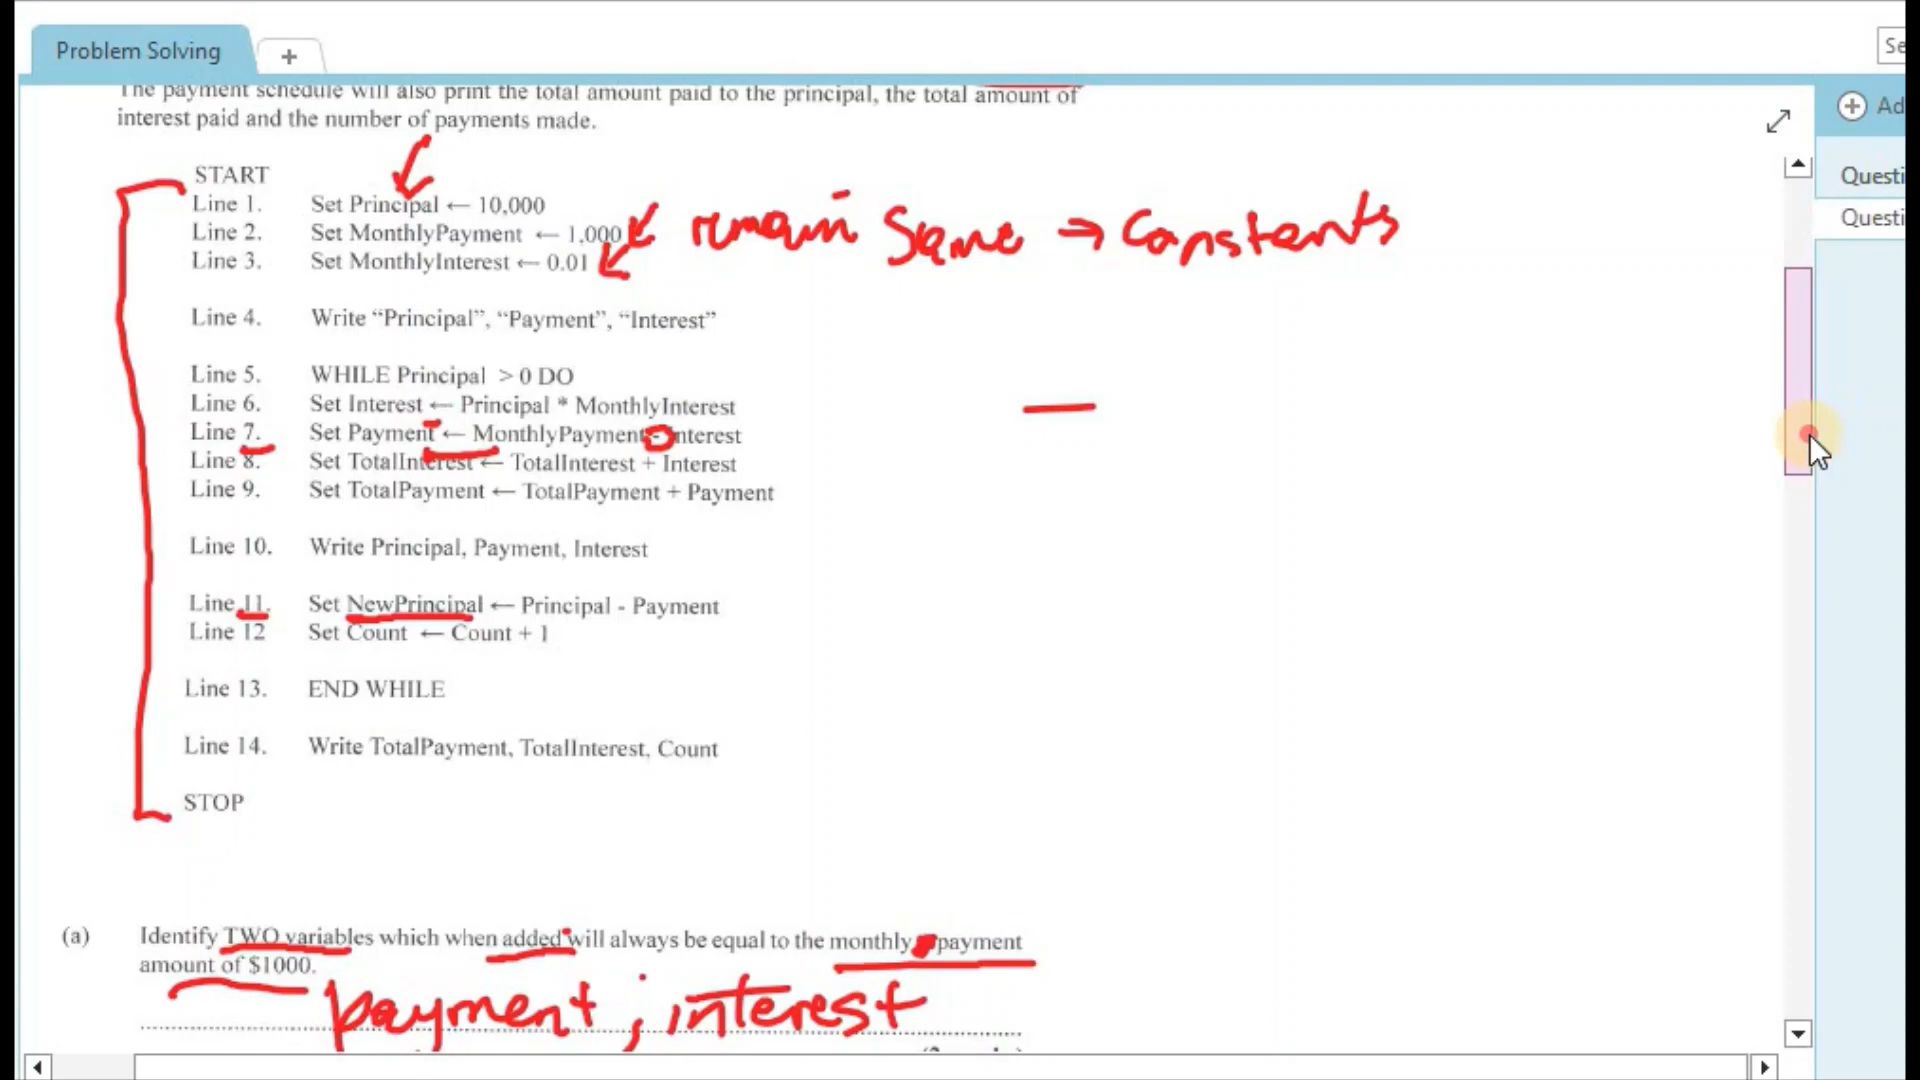 Problem Solving
+
Se
The payment schedule will also print the total amount paid to the principal, the total amount of
interest paid and the number of payments made.
Ad
START
Line 1. Set Principal ← 10,000
Line 2. Set MonthlyPayment ← 1,000
Line 3. Set MonthlyInterest ← 0.01
remain same → Constants
Questi
Questi
Line 4. Write “Principal”, “Payment”, “Interest”
Line 5. WHILE Principal > 0 DO
Line 6. Set Interest ← Principal * MonthlyInterest
Line 7. Set Payment ← MonthlyPayment - Interest
Line 8. Set TotalInterest ← TotalInterest + Interest
Line 9. Set TotalPayment ← TotalPayment + Payment
Line 10. Write Principal, Payment, Interest
Line 11. Set NewPrincipal ← Principal - Payment
Line 12 Set Count ← Count + 1
Line 13. END WHILE
Line 14. Write TotalPayment, TotalInterest, Count
STOP
(a) Identify TWO variables which when added will always be equal to the monthly payment
amount of $1000.
payment, interest